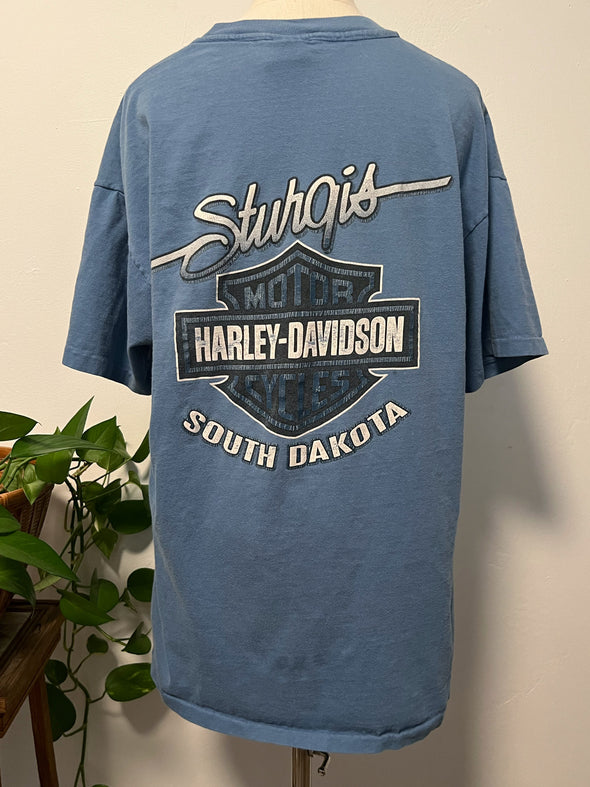 Sturgis
MOTOR
HARLEY-DAVIDSON
CYCLES
SOUTH DAKOTA